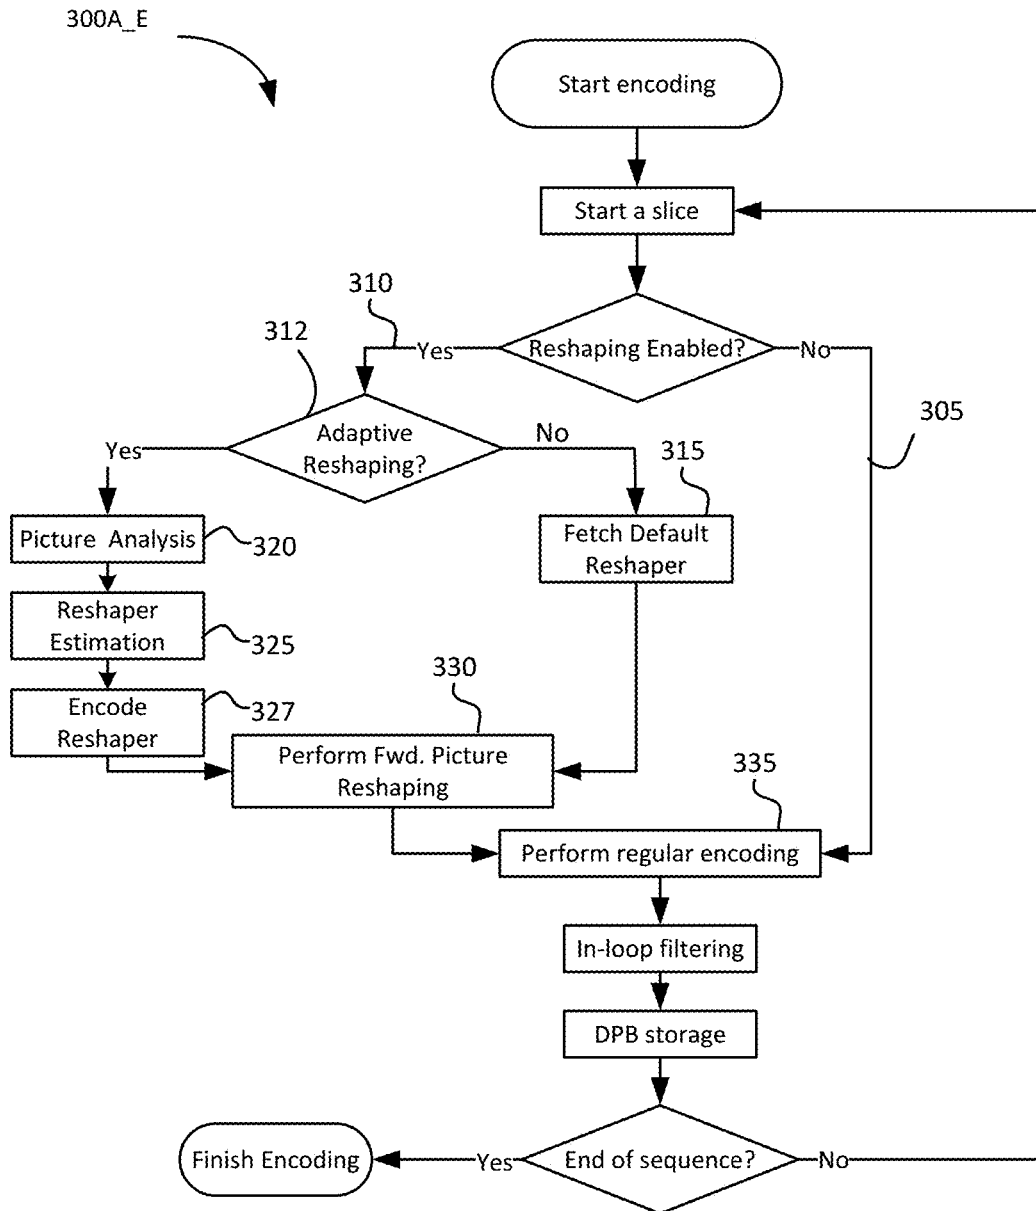 300A_E
Start encoding
Start a slice
310
312
Yes
Reshaping Enabled?
No
305
Adaptive
Reshaping?
Yes
No
315
Picture Analysis
320
Fetch Default
Reshaper
Reshaper
Estimation
325
Encode
Reshaper
327
330
Perform Fwd. Picture
Reshaping
335
Perform regular encoding
In-loop filtering
DPB storage
Finish Encoding
Yes
End of sequence?
No